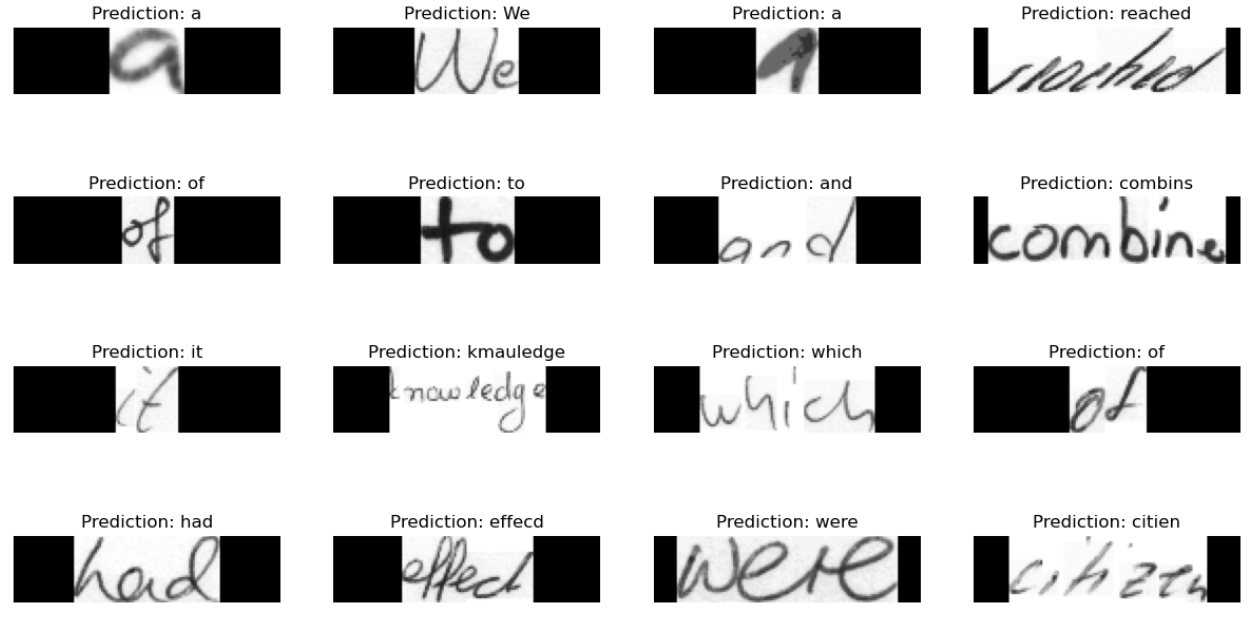 Prediction: a Prediction: We Prediction: a Prediction: reached
a We a reached
Prediction: of Prediction: to Prediction: and Prediction: combins
of to and combine
Prediction: it Prediction: kmauledge Prediction: which Prediction: of
it knowledge which of
Prediction: had Prediction: effecd Prediction: were Prediction: citien
had effect were citizen